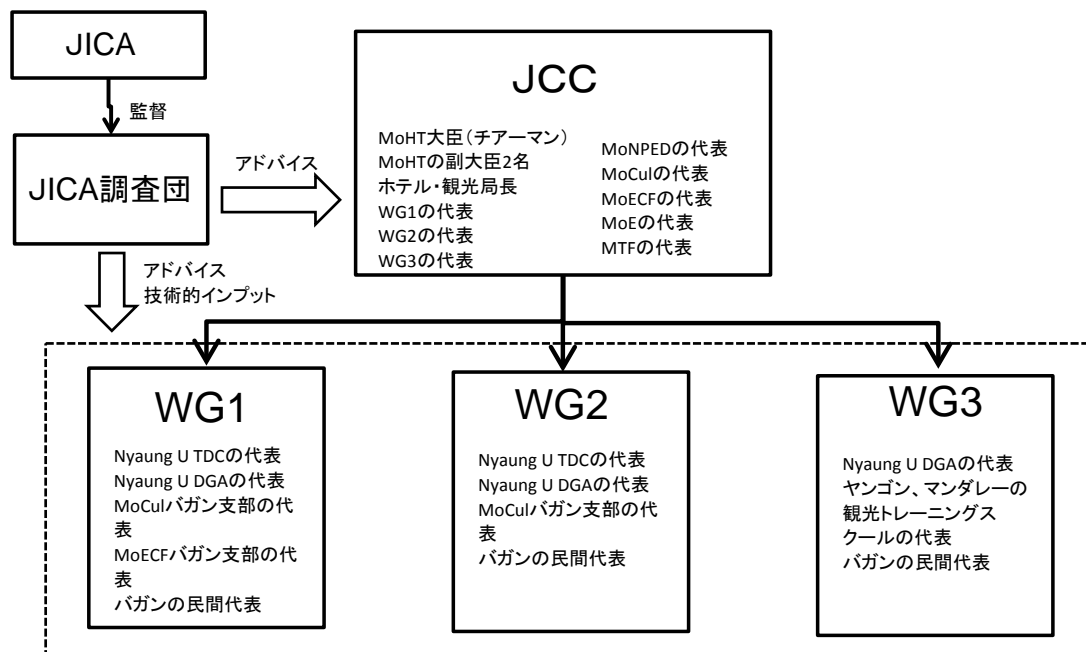 JICA
監督
JICA調査団
アドバイス
アドバイス
技術的インプット
JCC
MoHT大臣(チアーマン)
MoHTの副大臣2名
ホテル・観光局長
WG1の代表
WG2の代表
WG3の代表
MoNPEDの代表
MoCulの代表
MoECFの代表
MoEの代表
MTFの代表
WG1
Nyaung U TDCの代表
Nyaung U DGAの代表
MoCulバガン支部の代
表
MoECFバガン支部の代
表
バガンの民間代表
WG2
Nyaung U TDCの代表
Nyaung U DGAの代表
MoCulバガン支部の代
表
バガンの民間代表
WG3
Nyaung U DGAの代表
ヤンゴン、マンダレーの
観光トレーニングス
クールの代表
バガンの民間代表